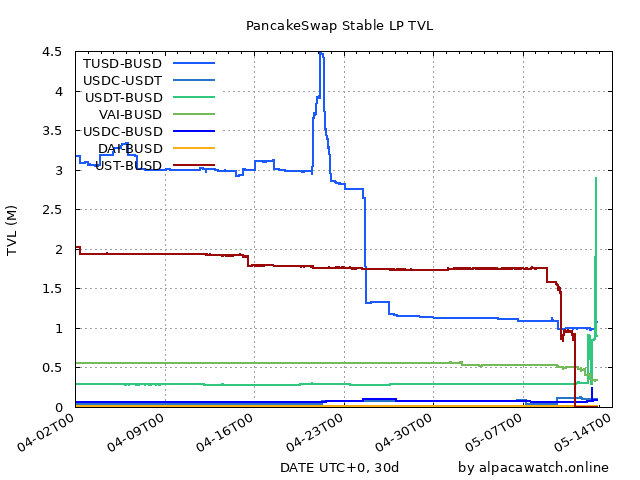 PancakeSwap Stable LP TVL
4.5
4
3.5
3
2.5
2
1.5
1
0.5
0
TVL (M)
TUSD-BUSD
USDC-USDT
USDT-BUSD
VAI-BUSD
USDC-BUSD
DAI-BUSD
UST-BUSD
04-02T00
04-09T00
04-16T00
04-23T00
04-30T00
05-07T00
05-14T00
DATE UTC+0, 30d
by alpacawatch.online